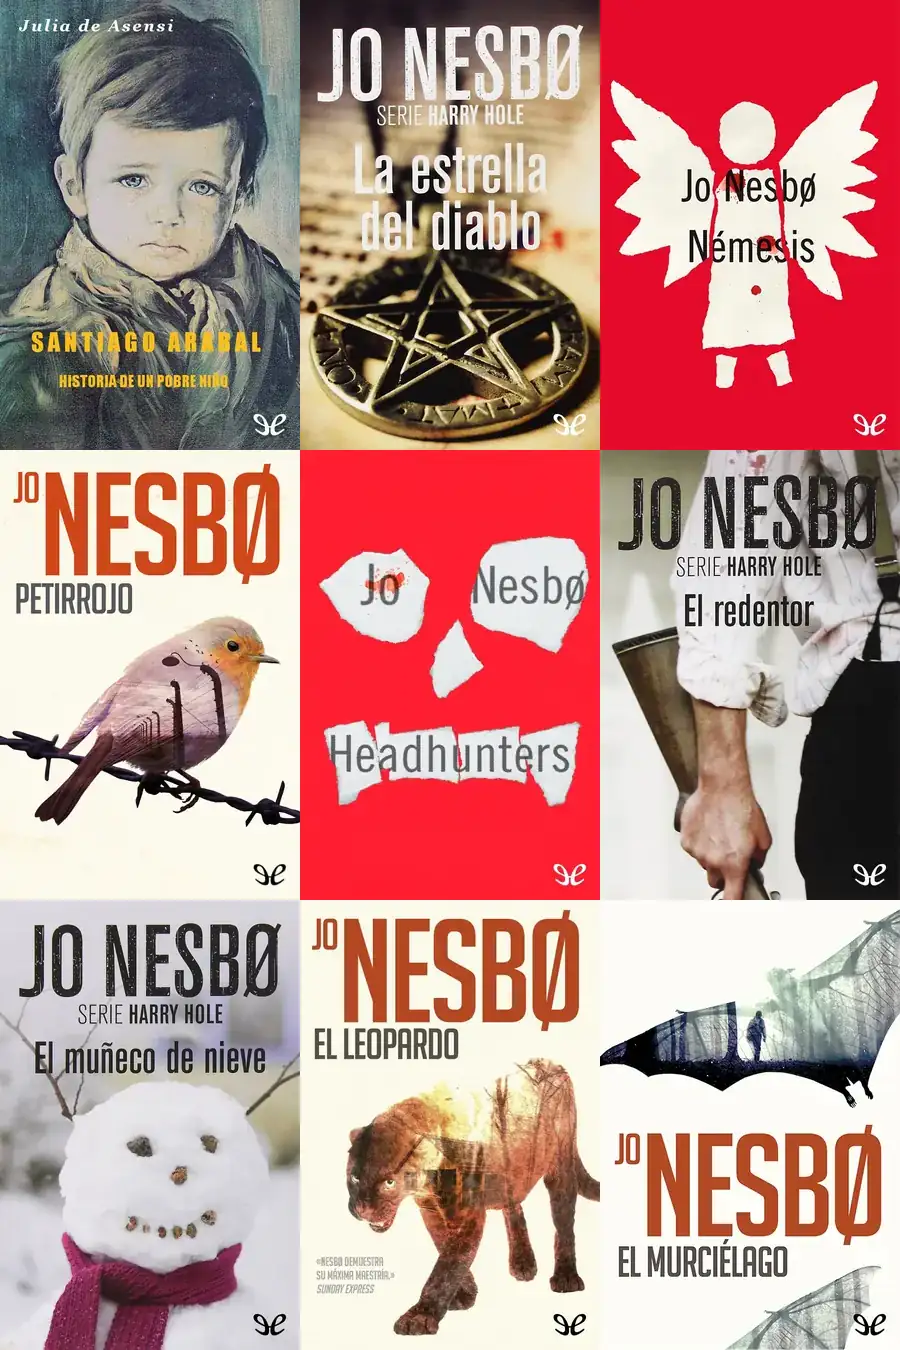 Julia de Asensi
SANTIAGO ARABAL
HISTORIA DE UN POBRE NIÑO
JO NESBØ
SERIE HARRY HOLE
La estrella
del diablo
Jo Nesbø
Némesis
JO NESBØ
PETIRROJO
Jo Nesbø
Headhunters
JO NESBØ
SERIE HARRY HOLE
El redentor
JO NESBØ
SERIE HARRY HOLE
El muñeco de nieve
JO NESBØ
EL LEOPARDO
«NESBØ DEMUESTRA
SU MÁXIMA MAESTRÍA.»
SUNDAY EXPRESS
JO NESBØ
EL MURCIÉLAGO